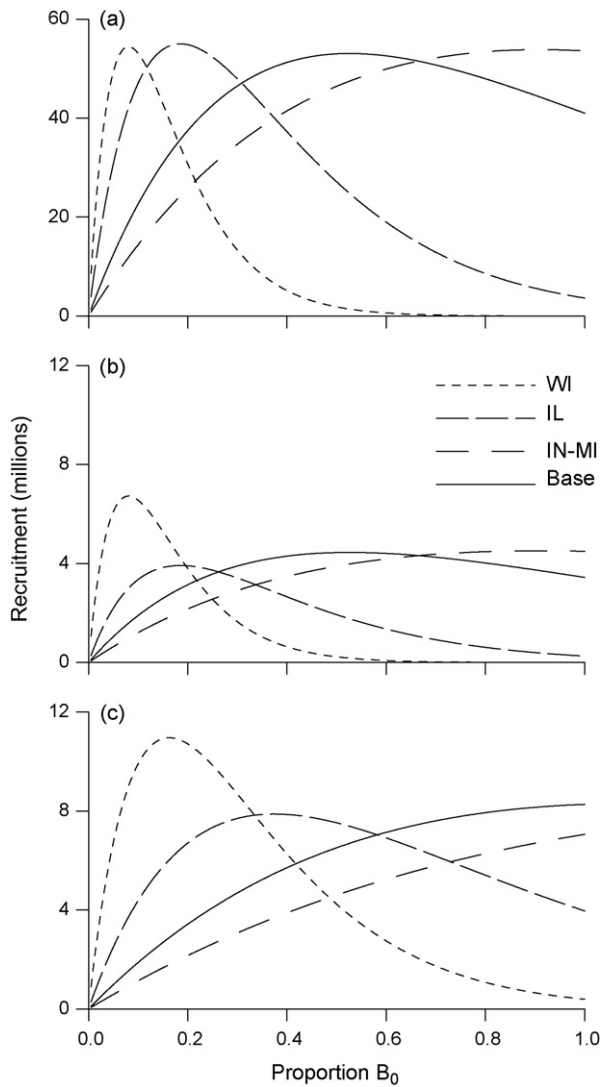 (a)
60
40
20
0
(b)
12
8
4
0
WI
IL
IN-MI
Base
Recruitment (millions)
(c)
12
8
4
0
0.0 0.2 0.4 0.6 0.8 1.0
Proportion B₀